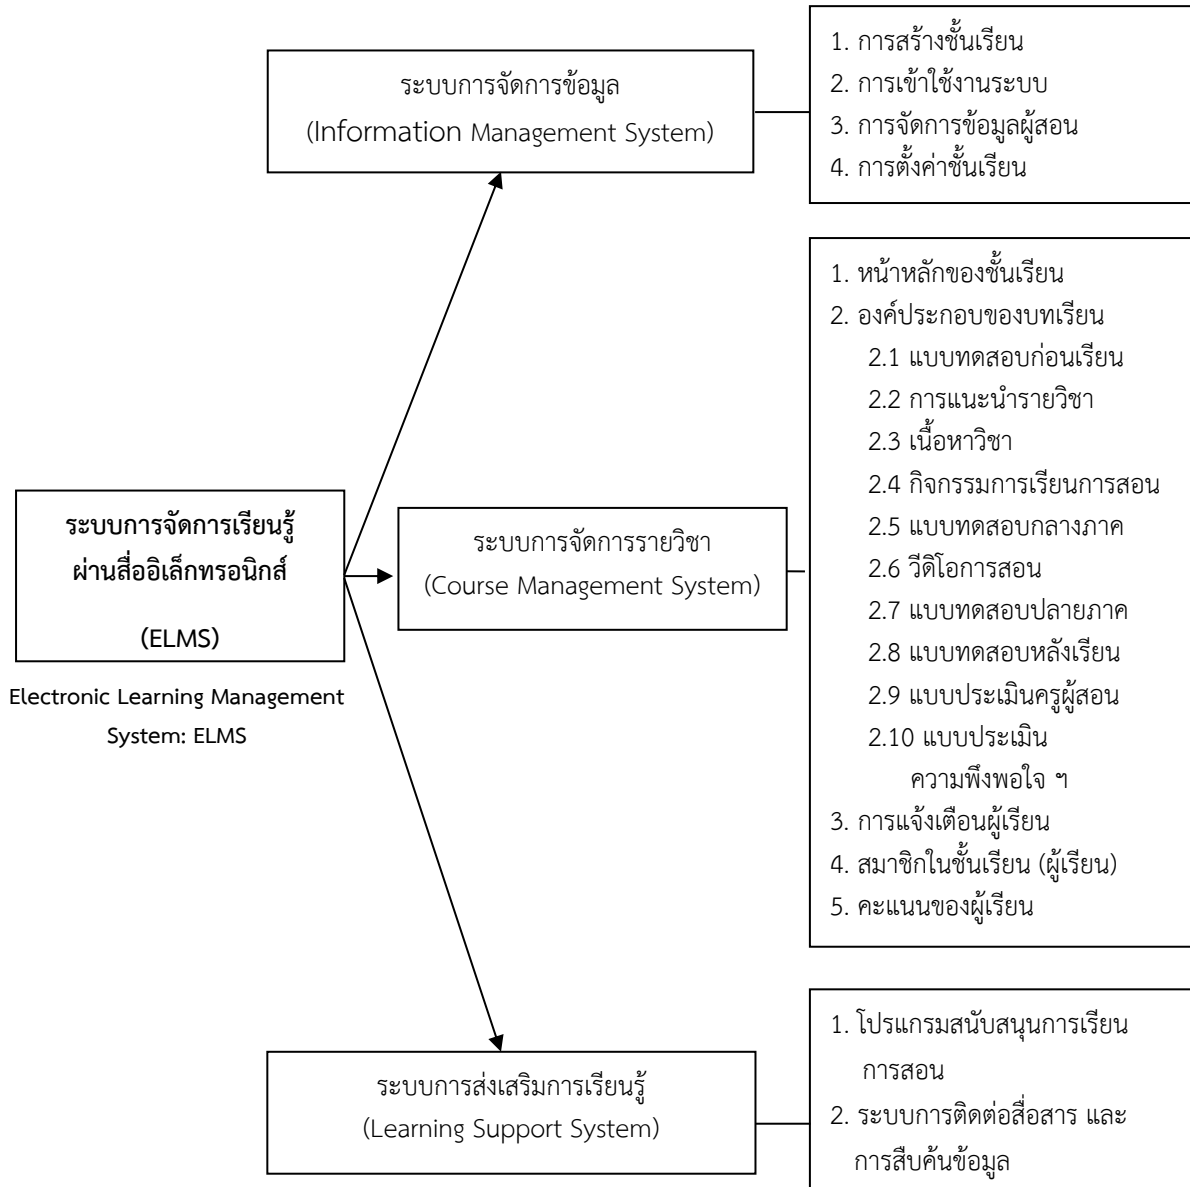 ระบบการจัดการข้อมูล
(Information Management System)
1. การสร้างชั้นเรียน
2. การเข้าใช้งานระบบ
3. การจัดการข้อมูลผู้สอน
4. การตั้งค่าชั้นเรียน
ระบบการจัดการเรียนรู้
ผ่านสื่ออิเล็กทรอนิกส์
(ELMS)
Electronic Learning Management
System: ELMS
ระบบการจัดการรายวิชา
(Course Management System)
1. หน้าหลักของชั้นเรียน
2. องค์ประกอบของบทเรียน
2.1 แบบทดสอบก่อนเรียน
2.2 การแนะนำรายวิชา
2.3 เนื้อหาวิชา
2.4 กิจกรรมการเรียนการสอน
2.5 แบบทดสอบกลางภาค
2.6 วีดิโอการสอน
2.7 แบบทดสอบปลายภาค
2.8 แบบทดสอบหลังเรียน
2.9 แบบประเมินครูผู้สอน
2.10 แบบประเมิน
ความพึงพอใจ ฯ
3. การแจ้งเตือนผู้เรียน
4. สมาชิกในชั้นเรียน (ผู้เรียน)
5. คะแนนของผู้เรียน
ระบบการส่งเสริมการเรียนรู้
(Learning Support System)
1. โปรแกรมสนับสนุนการเรียน
การสอน
2. ระบบการติดต่อสื่อสาร และ
การสืบค้นข้อมูล